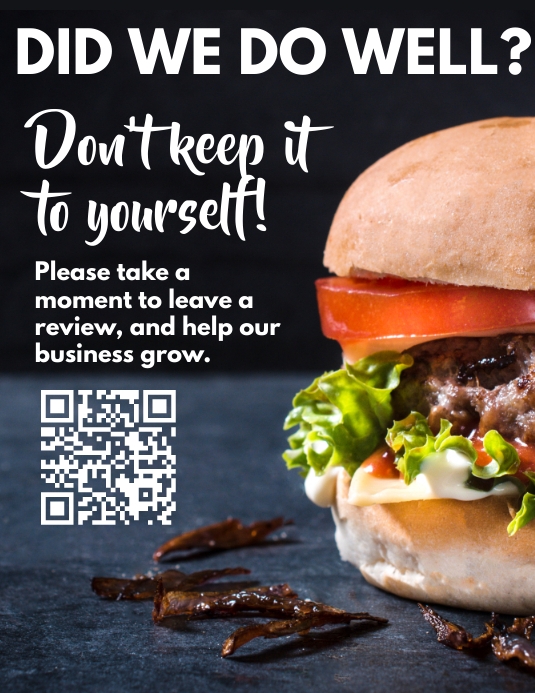 DID WE DO WELL?
Don't keep it
to yourself!
Please take a
moment to leave a
review, and help our
business grow.